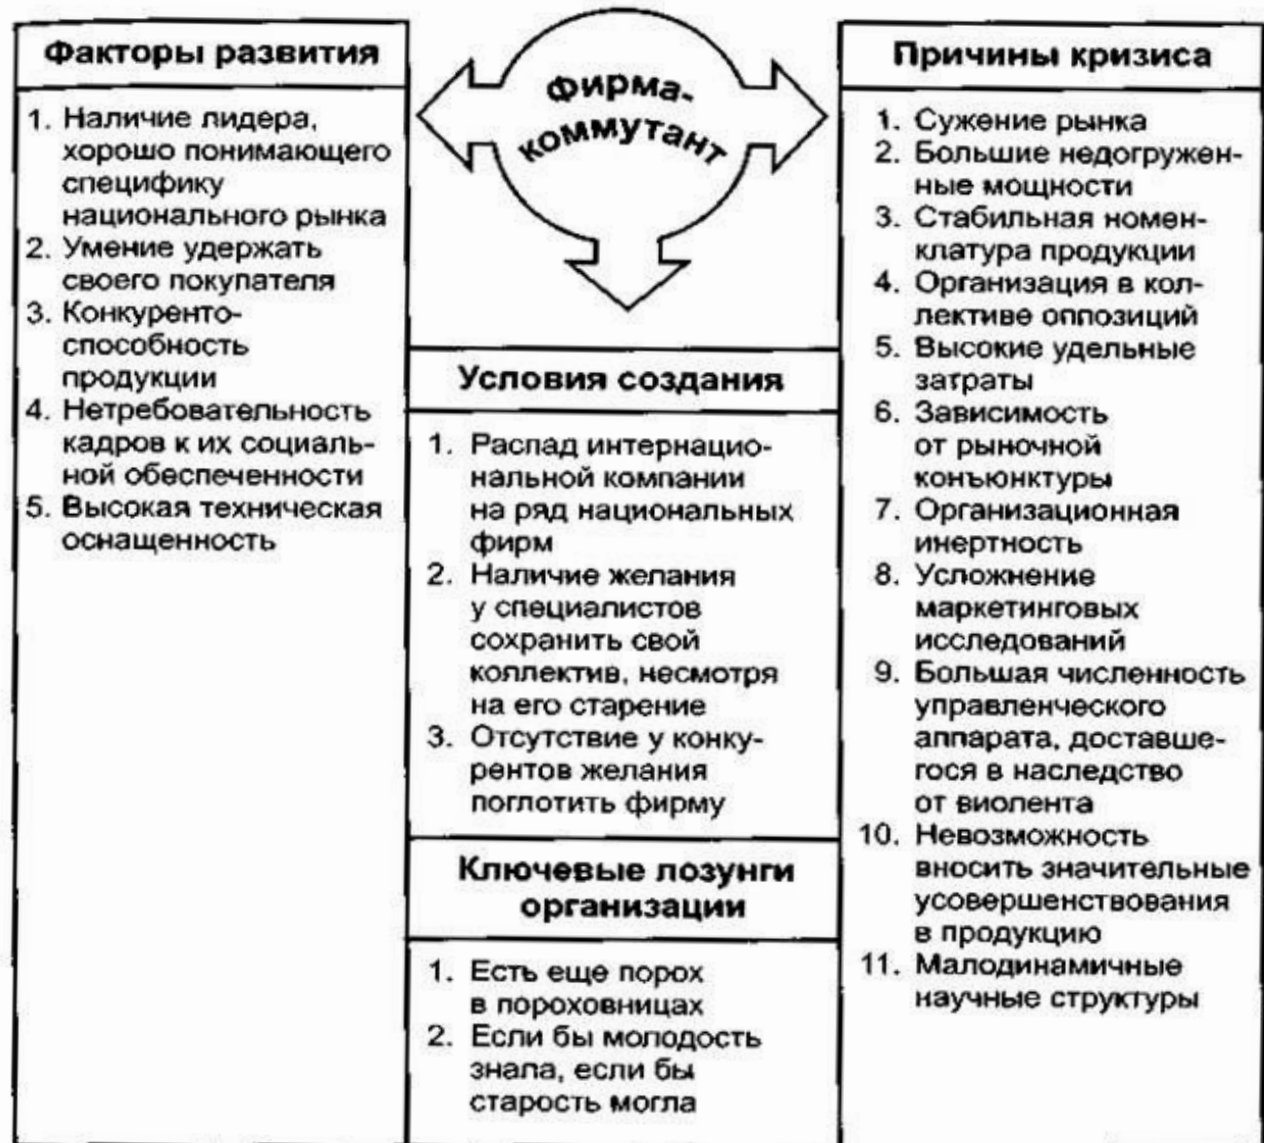 Фирма-
коммутант
Факторы развития
1. Наличие лидера,
хорошо понимающего
специфику
национального рынка
2. Умение удержать
своего покупателя
3. Конкуренто-
способность
продукции
4. Нетребовательность
кадров к их социаль-
ной обеспеченности
5. Высокая техническая
оснащенность
Условия создания
1. Распад интернацио-
нальной компании
на ряд национальных
фирм
2. Наличие желания
у специалистов
сохранить свой
коллектив, несмотря
на его старение
3. Отсутствие у конку-
рентов желания
поглотить фирму
Ключевые лозунги
организации
1. Есть еще порох
в пороховницах
2. Если бы молодость
знала, если бы
старость могла
Причины кризиса
1. Сужение рынка
2. Большие недогружен-
ные мощности
3. Стабильная номен-
клатура продукции
4. Организация в кол-
лективе оппозиций
5. Высокие удельные
затраты
6. Зависимость
от рыночной
конъюнктуры
7. Организационная
инертность
8. Усложнение
маркетинговых
исследований
9. Большая численность
управленческого
аппарата, доставше-
гося в наследство
от виолента
10. Невозможность
вносить значительные
усовершенствования
в продукцию
11. Малодинамичные
научные структуры